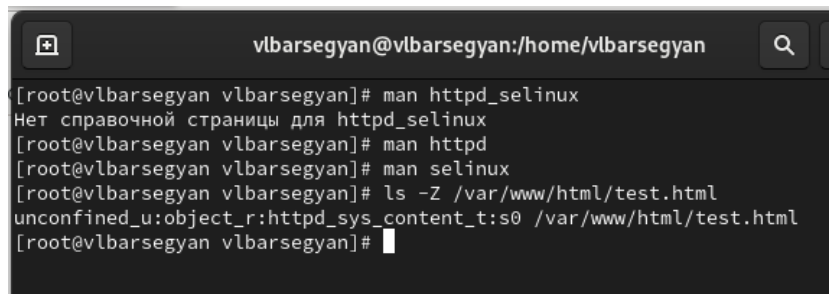 vlbarsegyan@vlbarsegyan:/home/vlbarsegyan
[root@vlbarsegyan vlbarsegyan]# man httpd_selinux
Нет справочной страницы для httpd_selinux
[root@vlbarsegyan vlbarsegyan]# man httpd
[root@vlbarsegyan vlbarsegyan]# man selinux
[root@vlbarsegyan vlbarsegyan]# ls -Z /var/www/html/test.html
unconfined_u:object_r:httpd_sys_content_t:s0 /var/www/html/test.html
[root@vlbarsegyan vlbarsegyan]#